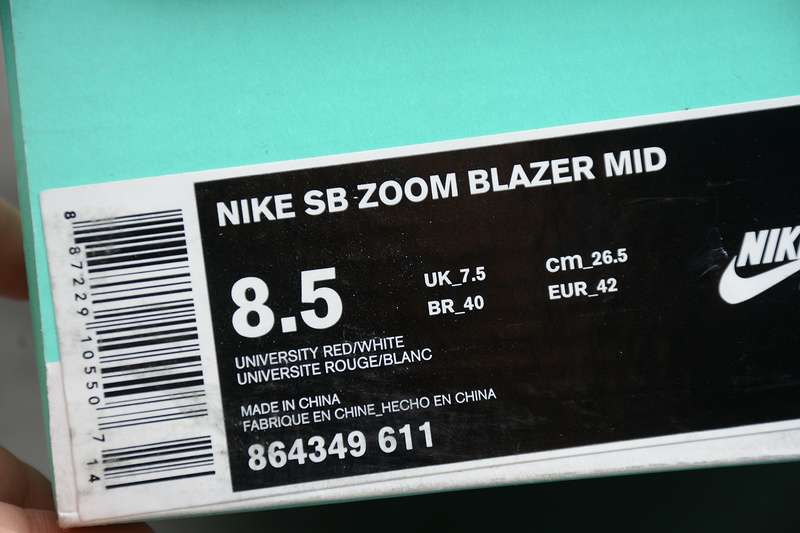 NIKE SB ZOOM BLAZER MID
8.5
UK_7.5
cm_26.5
BR_40
EUR_42
NIKE
UNIVERSITY RED/WHITE
UNIVERSITE ROUGE/BLANC
MADE IN CHINA
FABRIQUE EN CHINE_HECHO EN CHINA
864349 611
8 87229 10550 7 14